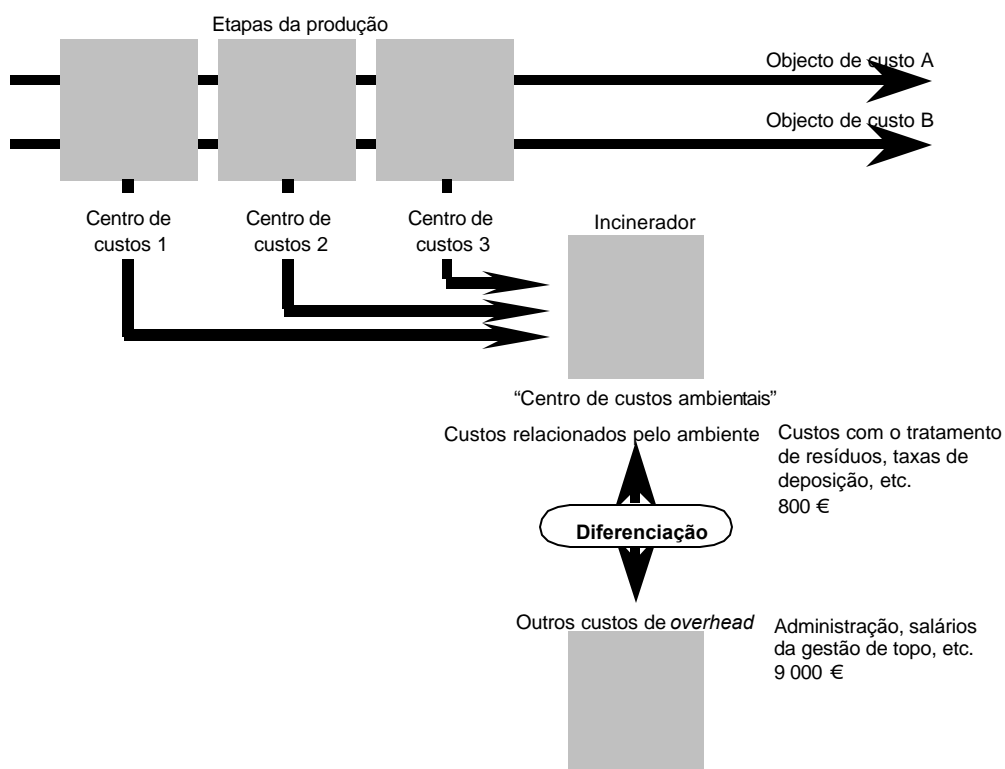 Etapas da produção
Objecto de custo A
Objecto de custo B
Centro de
custos 1
Centro de
custos 2
Centro de
custos 3
Incinerador
“Centro de custos ambientais”
Custos relacionados pelo ambiente
Custos com o tratamento
de resíduos, taxas de
deposição, etc.
800 €
Diferenciação
Outros custos de overhead
Administração, salários
da gestão de topo, etc.
9 000 €